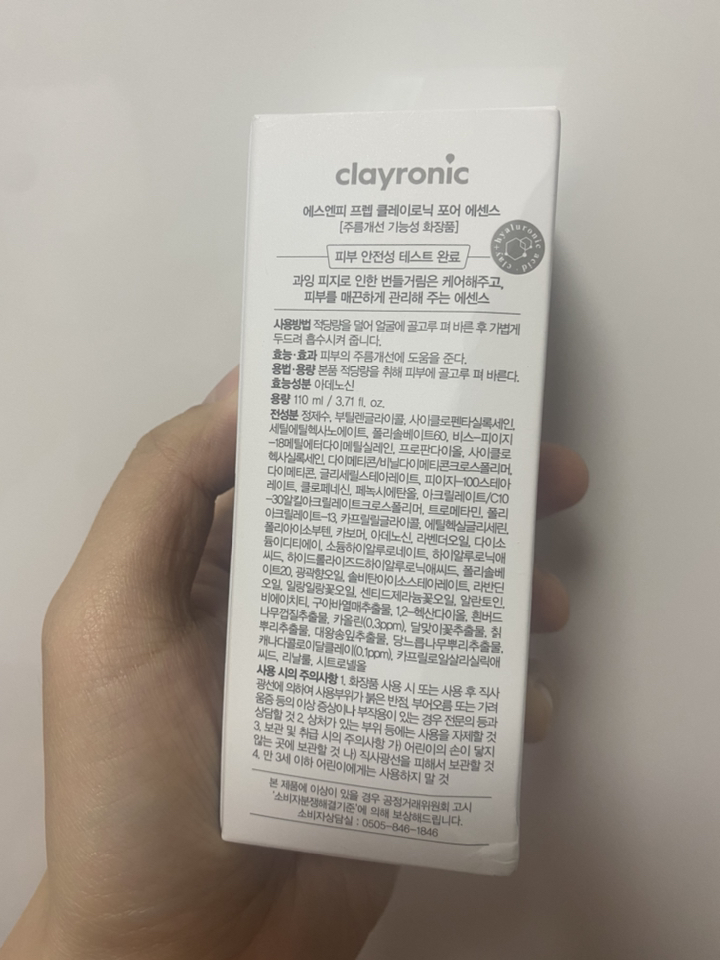 clayronic
에스엔피 프렙 클레이로닉 포어 에센스
[주름개선 기능성 화장품]
clay+hyaluronic acid
피부 안전성 테스트 완료
과잉 피지로 인한 번들거림은 케어해주고,
피부를 매끈하게 관리해 주는 에센스
사용방법 적당량을 덜어 얼굴에 골고루 펴 바른 후 가볍게
두드려 흡수시켜 줍니다.
효능·효과 피부의 주름개선에 도움을 준다.
용법·용량 본품 적당량을 취해 피부에 골고루 펴 바른다.
효능성분 아데노신
용량 110 ml / 3.71 fl. oz.
전성분 정제수, 부틸렌글라이콜, 사이클로펜타실록세인,
세틸에틸헥사노에이트, 폴리솔베이트60, 비스-피이지
-18메틸에터다이메틸실레인, 프로판다이올, 사이클로
헥사실록세인, 다이메티콘/비닐다이메티콘크로스폴리머,
다이메티콘, 글리세릴스테아레이트, 피이지-100스테아
레이트, 클로페네신, 페녹시에탄올, 아크릴레이트/C10
-30알킬아크릴레이트크로스폴리머, 트로메타민, 폴리
아크릴레이트-13, 카프릴릴글라이콜, 에틸헥실글리세린,
폴리아이소부텐, 카보머, 아데노신, 라벤더오일, 다이소
듐이디티에이, 소듐하이알루로네이트, 하이알루로닉애
씨드, 하이드롤라이즈드하이알루로닉애씨드, 폴리솔베
이트20, 광곽향오일, 솔비탄아이소스테아레이트, 라반딘
오일, 일랑일랑꽃오일, 센티드제라늄꽃오일, 알란토인,
비에이치티, 구아바열매추출물, 1,2-헥산다이올, 흰버드
나무껍질추출물, 카올린(0.3ppm), 달맞이꽃추출물, 칡
뿌리추출물, 대왕송잎추출물, 당느릅나무뿌리추출물,
캐나다콜로이달클레이(0.1ppm), 카프릴로일살리실릭애
씨드, 리날룰, 시트로넬올
사용 시의 주의사항 1. 화장품 사용 시 또는 사용 후 직사
광선에 의하여 사용부위가 붉은 반점, 부어오름 또는 가려
움증 등의 이상 증상이나 부작용이 있는 경우 전문의 등과
상담할 것 2. 상처가 있는 부위 등에는 사용을 자제할 것
3. 보관 및 취급 시의 주의사항 가) 어린이의 손이 닿지
않는 곳에 보관할 것 나) 직사광선을 피해서 보관할 것
4. 만 3세 이하 어린이에게는 사용하지 말 것
본 제품에 이상이 있을 경우 공정거래위원회 고시
'소비자분쟁해결기준'에 의해 보상해드립니다.
소비자상담실 : 0505-846-1846